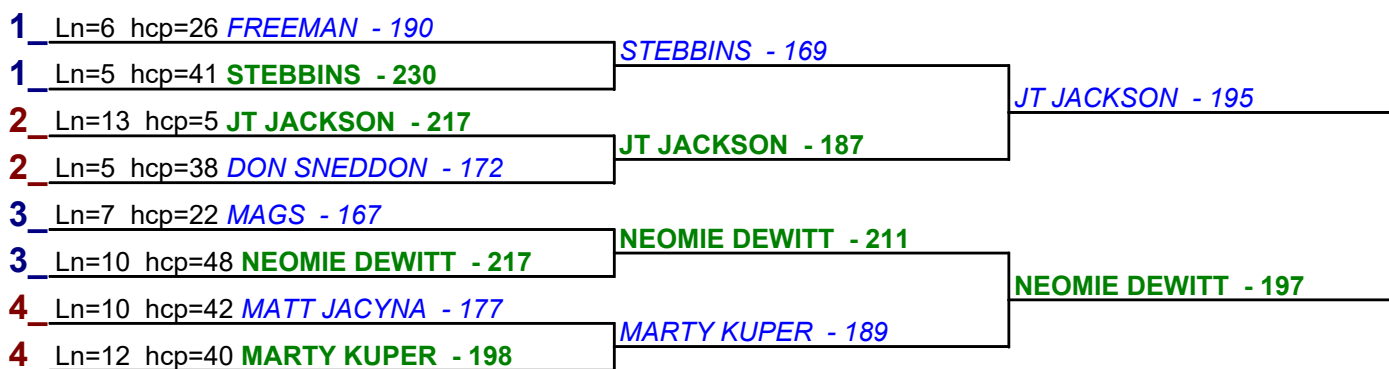 1_ Ln=6 hcp=26 FREEMAN - 190
STEBBINS - 169
1_ Ln=5 hcp=41 STEBBINS - 230
JT JACKSON - 195
2_ Ln=13 hcp=5 JT JACKSON - 217
JT JACKSON - 187
2_ Ln=5 hcp=38 DON SNEDDON - 172
3_ Ln=7 hcp=22 MAGS - 167
NEOMIE DEWITT - 211
3_ Ln=10 hcp=48 NEOMIE DEWITT - 217
NEOMIE DEWITT - 197
4_ Ln=10 hcp=42 MATT JACYNA - 177
MARTY KUPER - 189
4 Ln=12 hcp=40 MARTY KUPER - 198